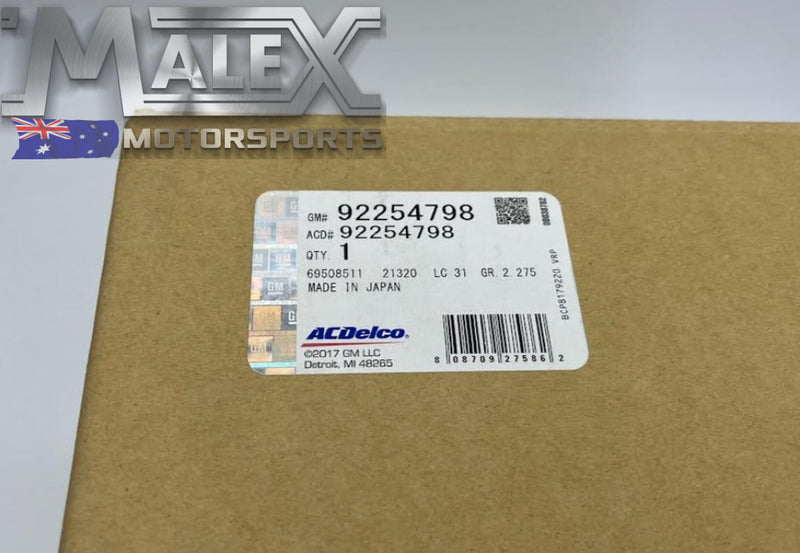 MALEX
MOTORSPORTS
GM# 92254798
ACD# 92254798
QTY. 1
69508511 21320 LC 31 GR. 2.275
MADE IN JAPAN
ACDelco®
©2017 GM LLC
Detroit, MI 48265
8 08709 27586 2
BCP8179220 VRP
GM